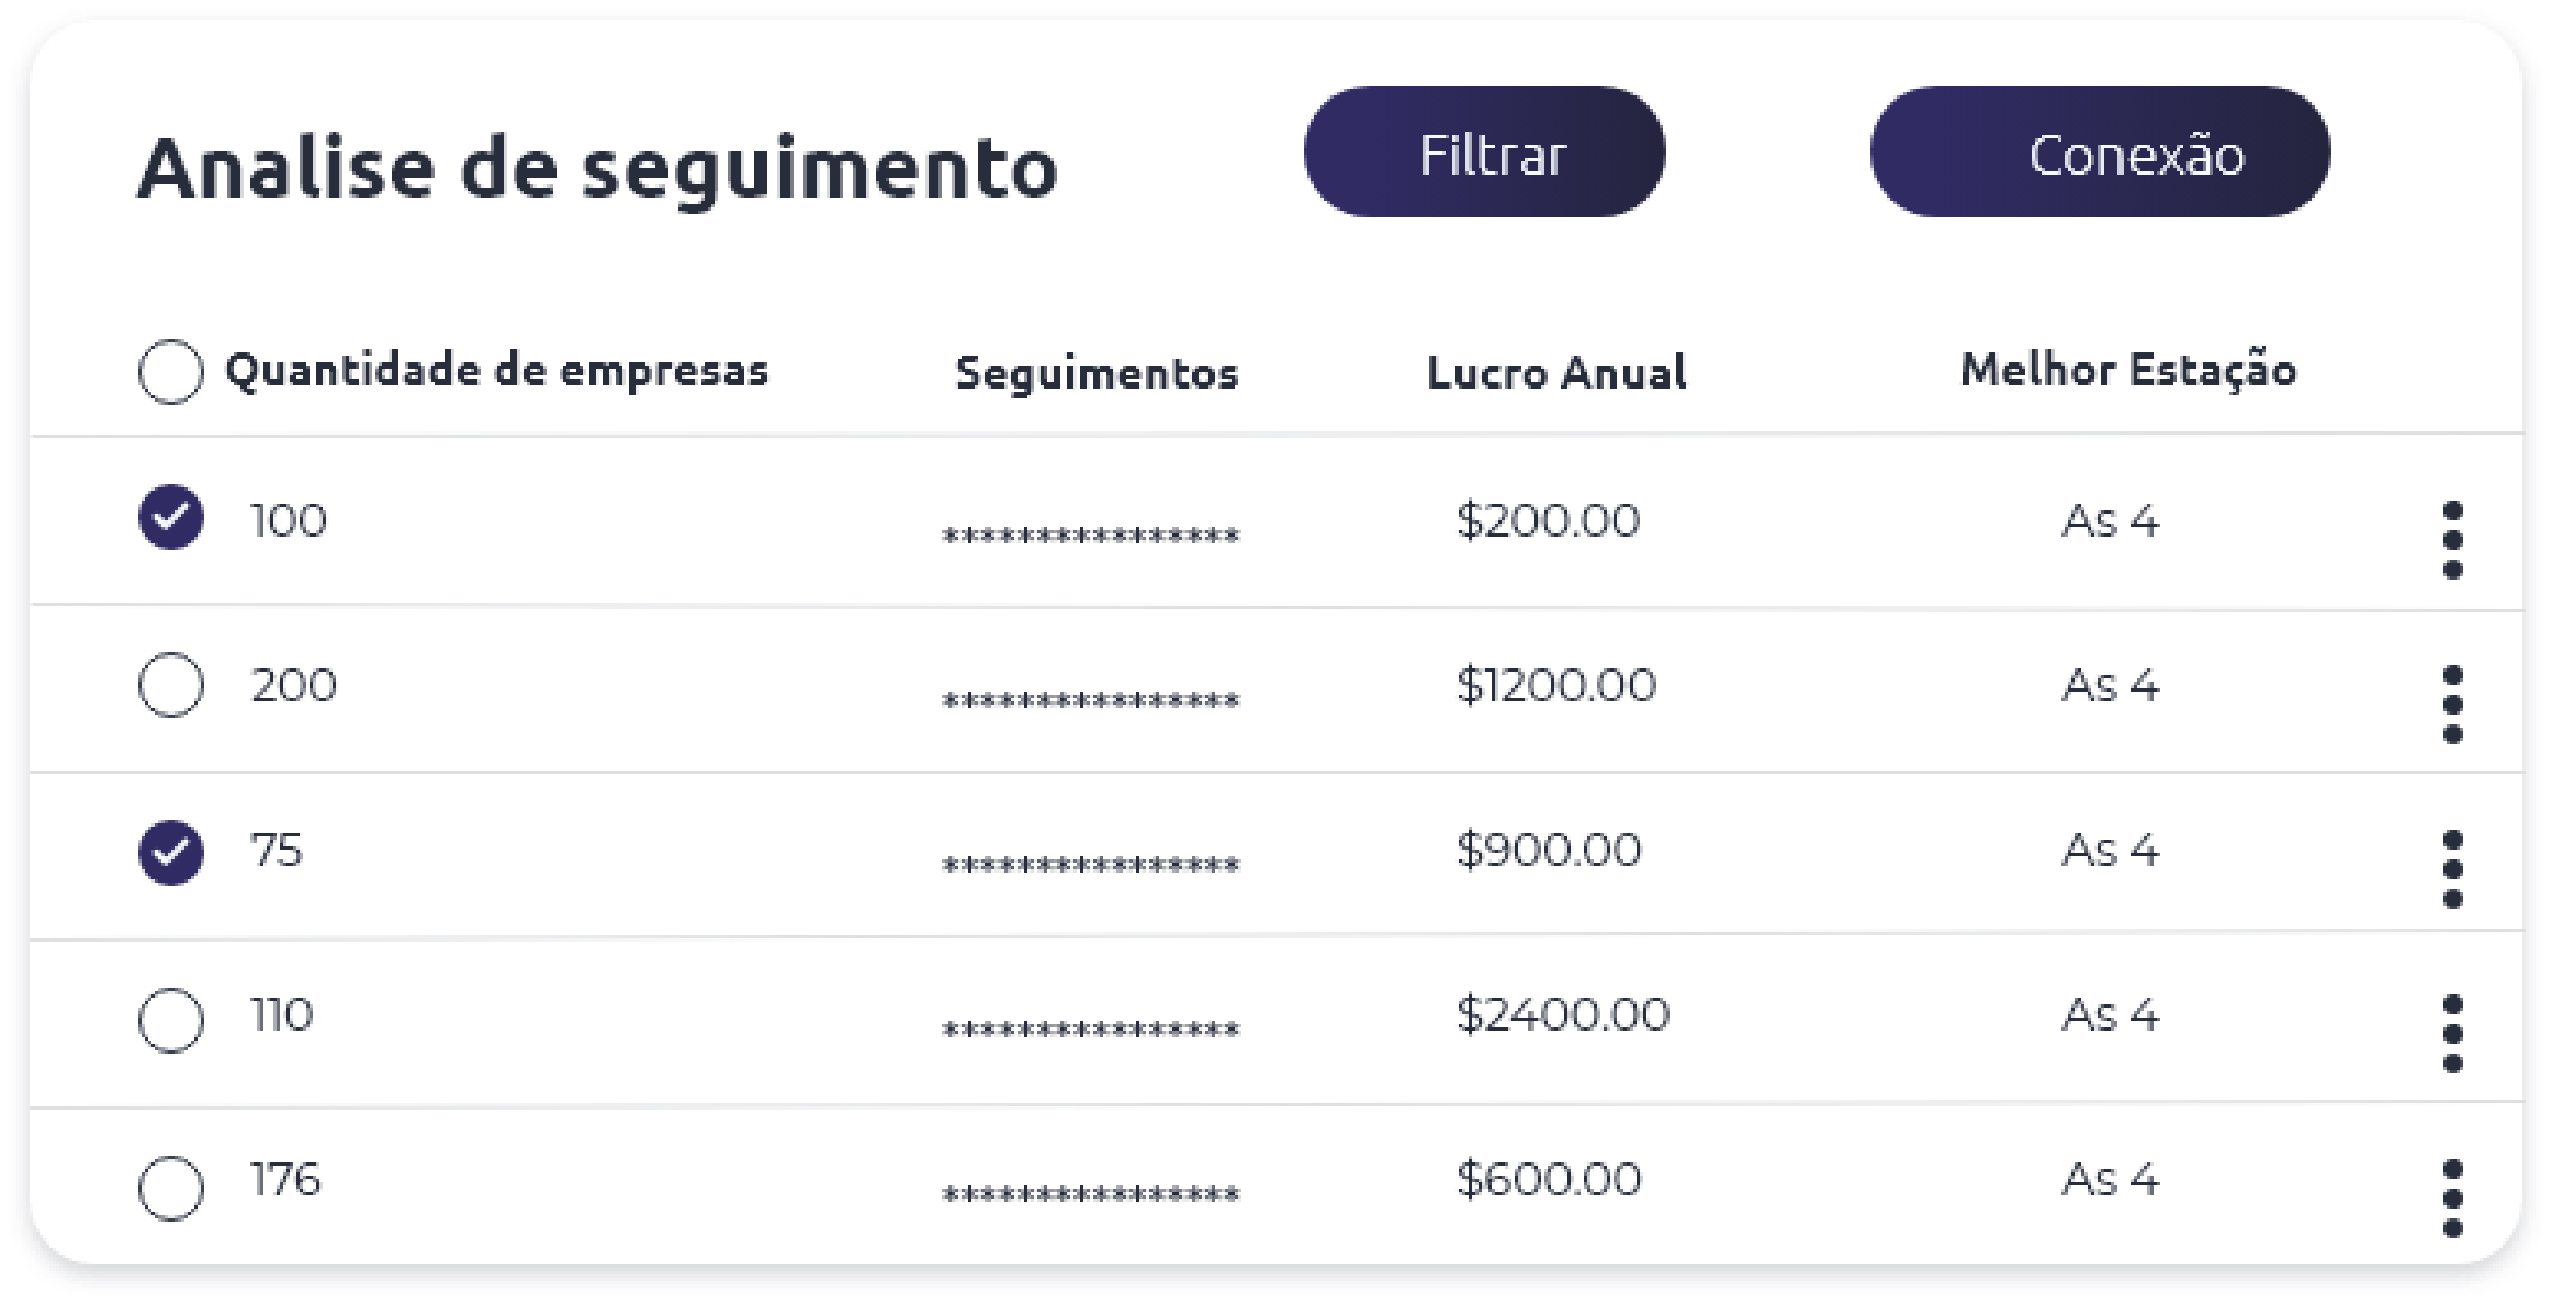 Analise de seguimento Filtrar Conexão
Quantidade de empresas Seguimentos Lucro Anual Melhor Estação
100 **************** $200.00 As 4
200 **************** $1200.00 As 4
75 **************** $900.00 As 4
110 **************** $2400.00 As 4
176 **************** $600.00 As 4